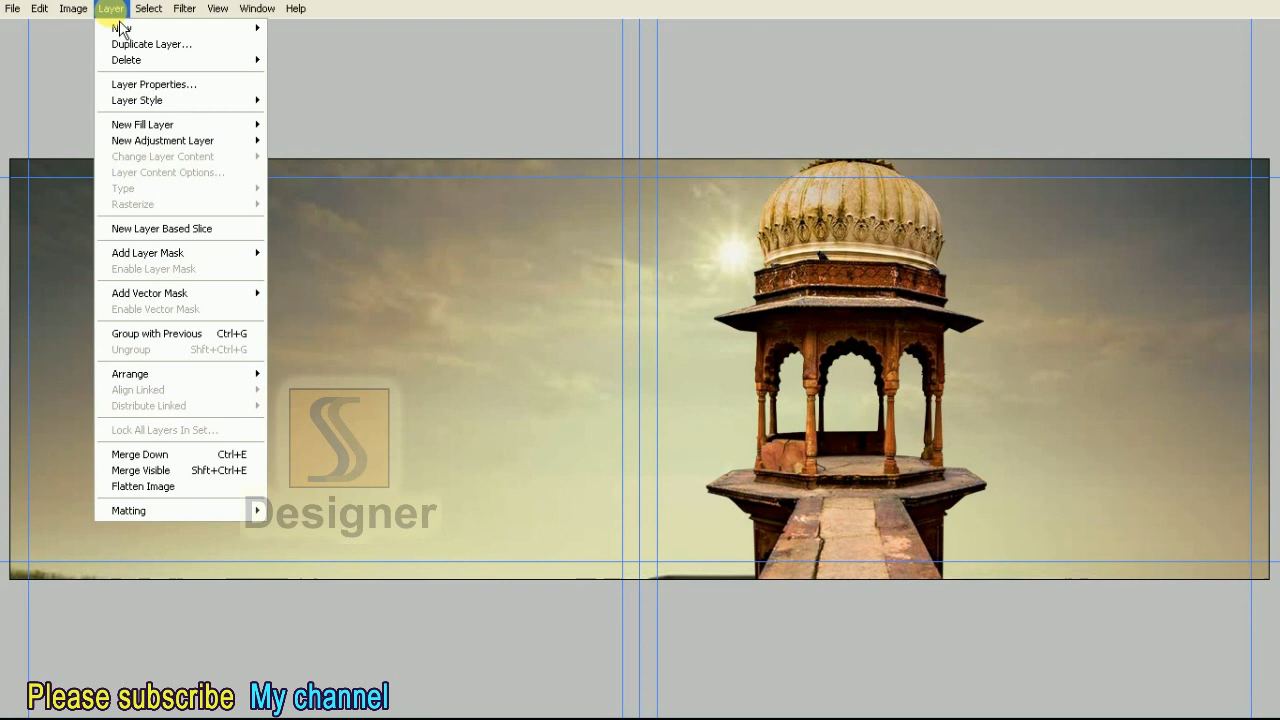 File Edit Image Layer Select Filter View Window Help
New
Duplicate Layer...
Delete
Layer Properties...
Layer Style
New Fill Layer
New Adjustment Layer
Change Layer Content
Layer Content Options...
Type
Rasterize
New Layer Based Slice
Add Layer Mask
Enable Layer Mask
Add Vector Mask
Enable Vector Mask
Group with Previous Ctrl+G
Ungroup Shft+Ctrl+G
Arrange
Align Linked
Distribute Linked
Lock All Layers In Set...
Merge Down Ctrl+E
Merge Visible Shft+Ctrl+E
Flatten Image
Matting
SS
Designer
Please subscribe My channel